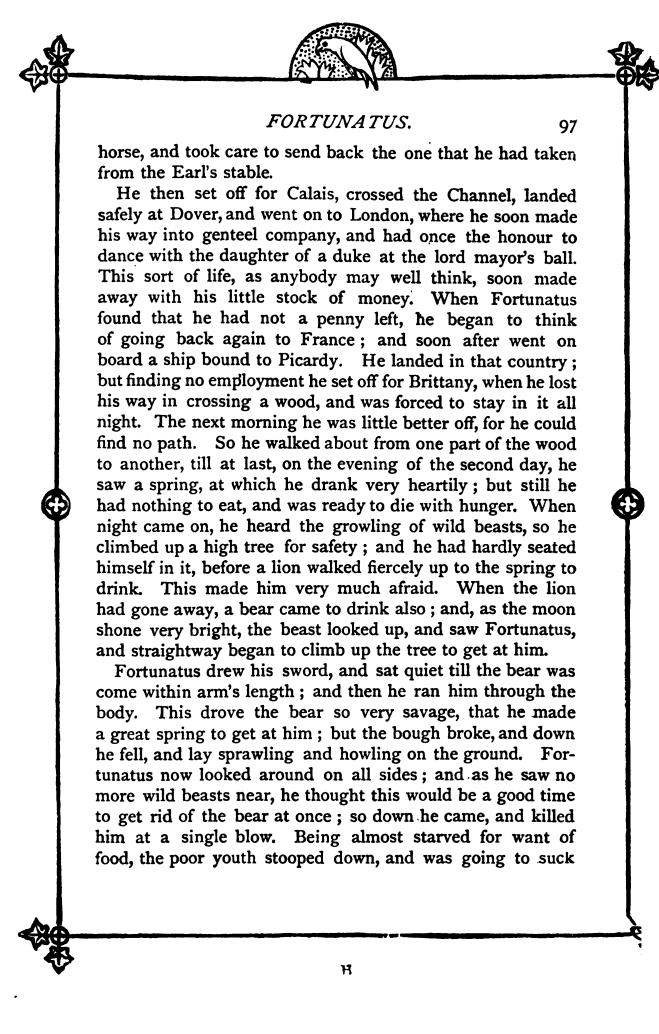 FORTUNATUS. 97
horse, and took care to send back the one that he had taken
from the Earl's stable.
He then set off for Calais, crossed the Channel, landed
safely at Dover, and went on to London, where he soon made
his way into genteel company, and had once the honour to
dance with the daughter of a duke at the lord mayor's ball.
This sort of life, as anybody may well think, soon made
away with his little stock of money. When Fortunatus
found that he had not a penny left, he began to think
of going back again to France ; and soon after went on
board a ship bound to Picardy. He landed in that country ;
but finding no employment he set off for Brittany, when he lost
his way in crossing a wood, and was forced to stay in it all
night. The next morning he was little better off, for he could
find no path. So he walked about from one part of the wood
to another, till at last, on the evening of the second day, he
saw a spring, at which he drank very heartily ; but still he
had nothing to eat, and was ready to die with hunger. When
night came on, he heard the growling of wild beasts, so he
climbed up a high tree for safety ; and he had hardly seated
himself in it, before a lion walked fiercely up to the spring to
drink. This made him very much afraid. When the lion
had gone away, a bear came to drink also ; and, as the moon
shone very bright, the beast looked up, and saw Fortunatus,
and straightway began to climb up the tree to get at him.
Fortunatus drew his sword, and sat quiet till the bear was
come within arm's length ; and then he ran him through the
body. This drove the bear so very savage, that he made
a great spring to get at him ; but the bough broke, and down
he fell, and lay sprawling and howling on the ground. For-
tunatus now looked around on all sides ; and as he saw no
more wild beasts near, he thought this would be a good time
to get rid of the bear at once ; so down he came, and killed
him at a single blow. Being almost starved for want of
food, the poor youth stooped down, and was going to suck
H